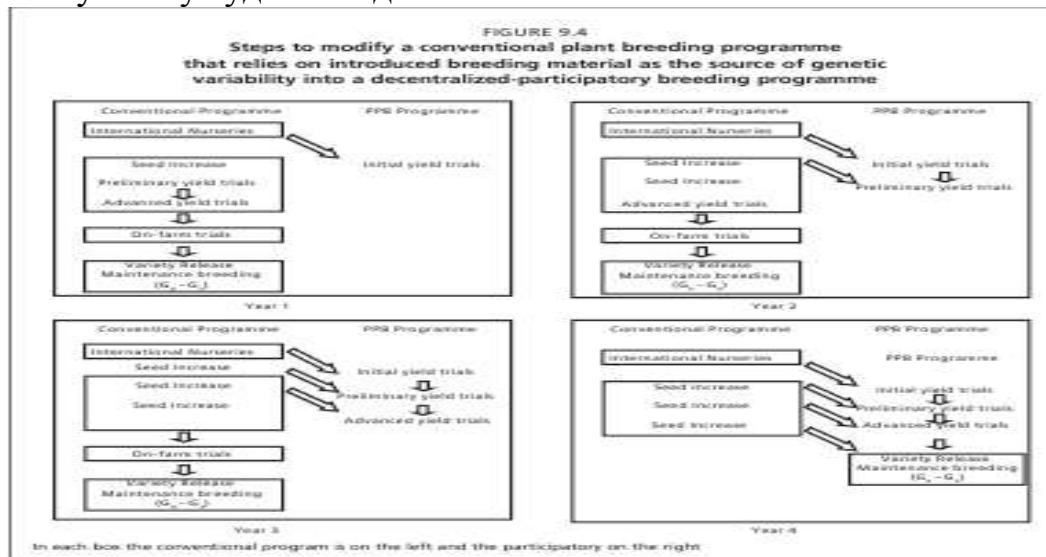 FIGURE 9.4
Steps to modify a conventional plant breeding programme
that relies on introduced breeding material as the source of genetic
variability into a decentralized-participatory breeding programme
Conventional Programme PPB Programme
International Nurseries
Seed Increase Initial yield trials
Preliminary yield trials
Advanced yield trials
On-farm trials
Variety Release
Maintenance breeding
Year 1
Conventional Programme PPB Programme
International Nurseries
Seed Increase Initial yield trials
Seed Increase Preliminary yield trials
Advanced yield trials
On-farm trials
Variety Release
Maintenance breeding
Year 2
Conventional Programme PPB Programme
International Nurseries
Seed Increase Initial yield trials
Seed Increase Preliminary yield trials
Seed Increase Advanced yield trials
On-farm trials
Variety Release
Maintenance breeding
Year 3
Conventional Programme PPB Programme
International Nurseries PPB Programme
Seed Increase Initial yield trials
Seed Increase Preliminary yield trials
Seed Increase Advanced yield trials
Variety Release
Maintenance breeding
Year 4
In each box the conventional program is on the left and the participatory on the right